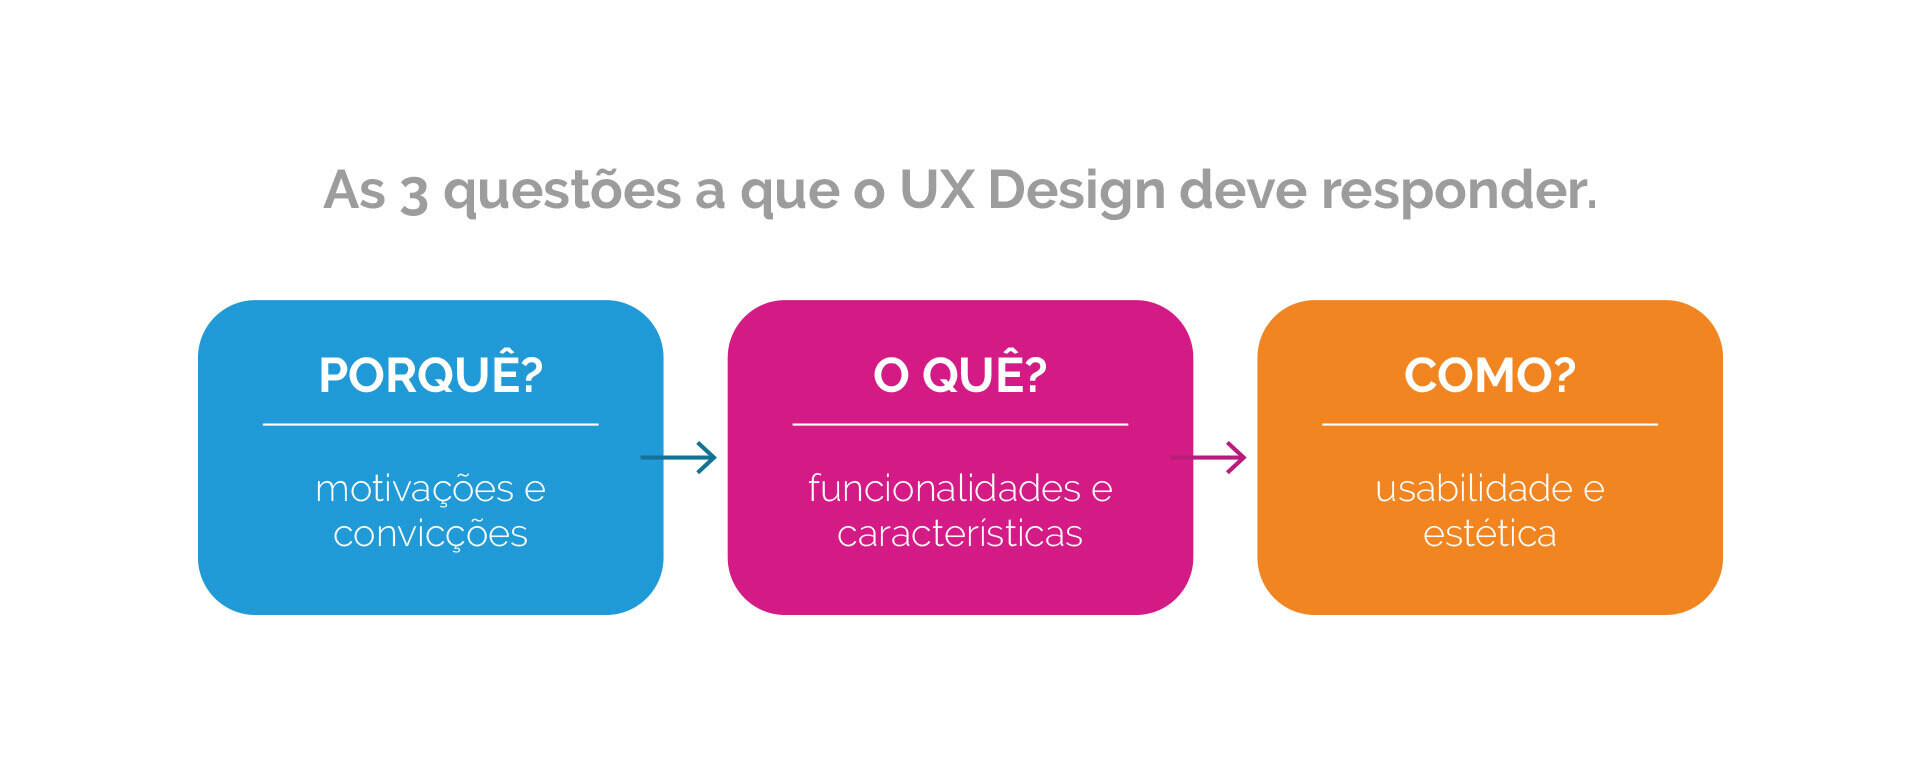 As 3 questões a que o UX Design deve responder.
PORQUÊ?
motivações e
convicções
O QUÊ?
funcionalidades e
características
COMO?
usabilidade e
estética